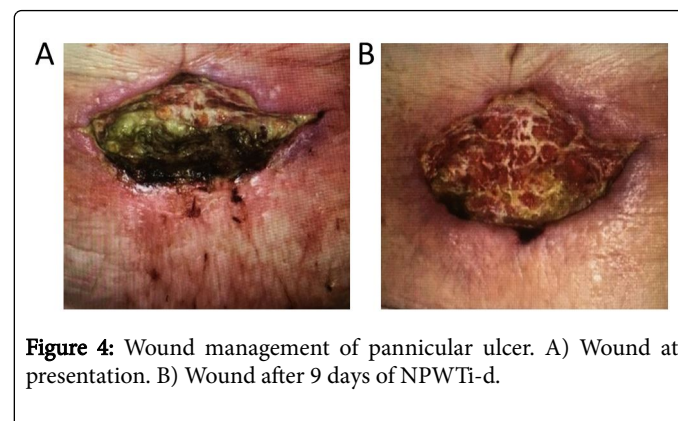 A
B
Figure 4: Wound management of pannicular ulcer. A) Wound at
presentation. B) Wound after 9 days of NPWTi-d.